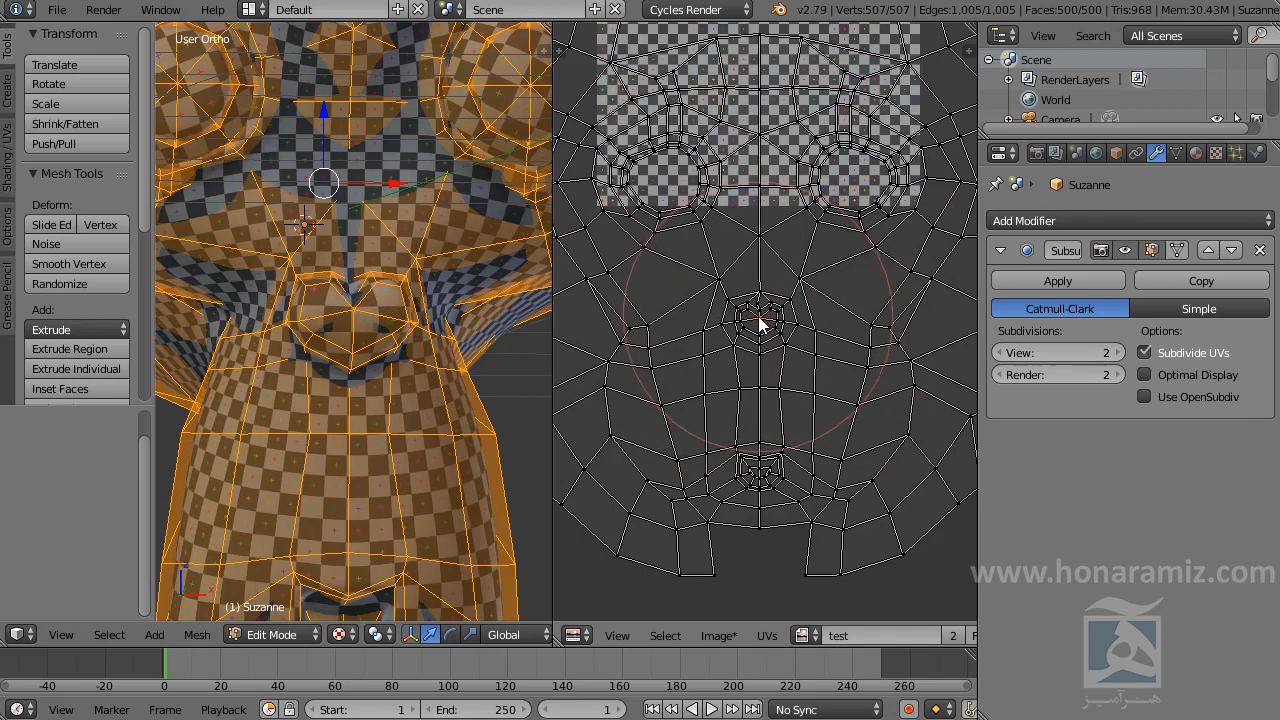 File
Render
Window
Help
Default
Scene
Cycles Render
v2.79 | Verts:507/507 | Edges:1,005/1,005 | Faces:500/500 | Tris:968 | Mem:30.43M | Suzanne
Tools
Create
Shading / UVs
Options
Grease Pencil
Transform
Translate
Rotate
Scale
Shrink/Fatten
Push/Pull
Mesh Tools
Deform:
Slide Ed
Vertex
Noise
Smooth Vertex
Randomize
Add:
Extrude
Extrude Region
Extrude Individual
Inset Faces
User Ortho
(1) Suzanne
View
Search
All Scenes
Scene
RenderLayers
World
Camera
Suzanne
Add Modifier
Subsu
Apply
Copy
Catmull-Clark
Simple
Subdivisions:
Options:
View: 2
Subdivide UVs
Render: 2
Optimal Display
Use OpenSubdiv
www.honaramiz.com
هنرآمیز
View
Select
Add
Mesh
Edit Mode
Global
View
Select
Image*
UVs
test
2
F
-40 -20 0 20 40 60 80 100 120 140 160 180 200 220 240 260
View
Marker
Frame
Playback
Start: 1
End: 250
1
No Sync